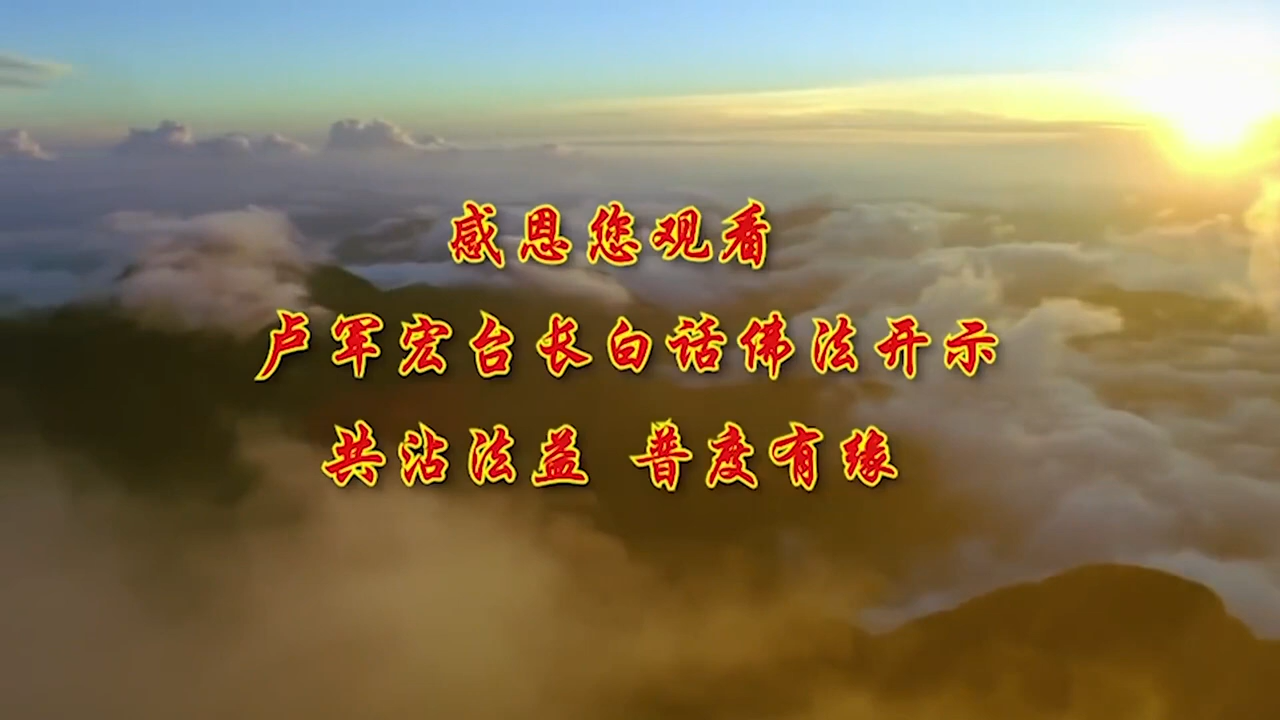 感恩您观看
卢军宏台长白话佛法开示
共沾法益 普度有缘